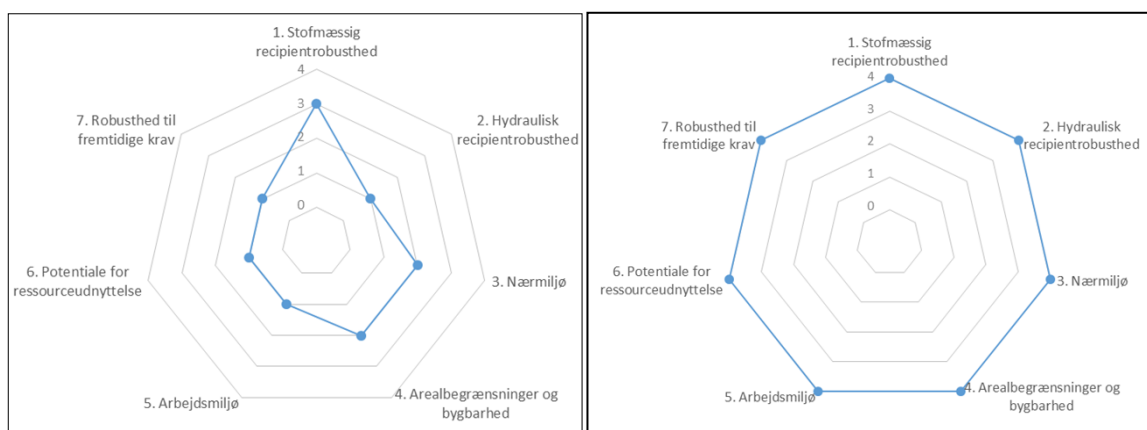 1. Stofmæssig
recipientrobusthed
4
3
2
1
0
2. Hydraulisk
recipientrobusthed
3. Nærmiljø
4. Arealbegrænsninger og
bygbarhed
5. Arbejdsmiljø
6. Potentiale for
ressourceudnyttelse
7. Robusthed til
fremtidige krav
1. Stofmæssig
recipientrobusthed
4
3
2
1
0
2. Hydraulisk
recipientrobusthed
3. Nærmiljø
4. Arealbegrænsninger og
bygbarhed
5. Arbejdsmiljø
6. Potentiale for
ressourceudnyttelse
7. Robusthed til
fremtidige krav